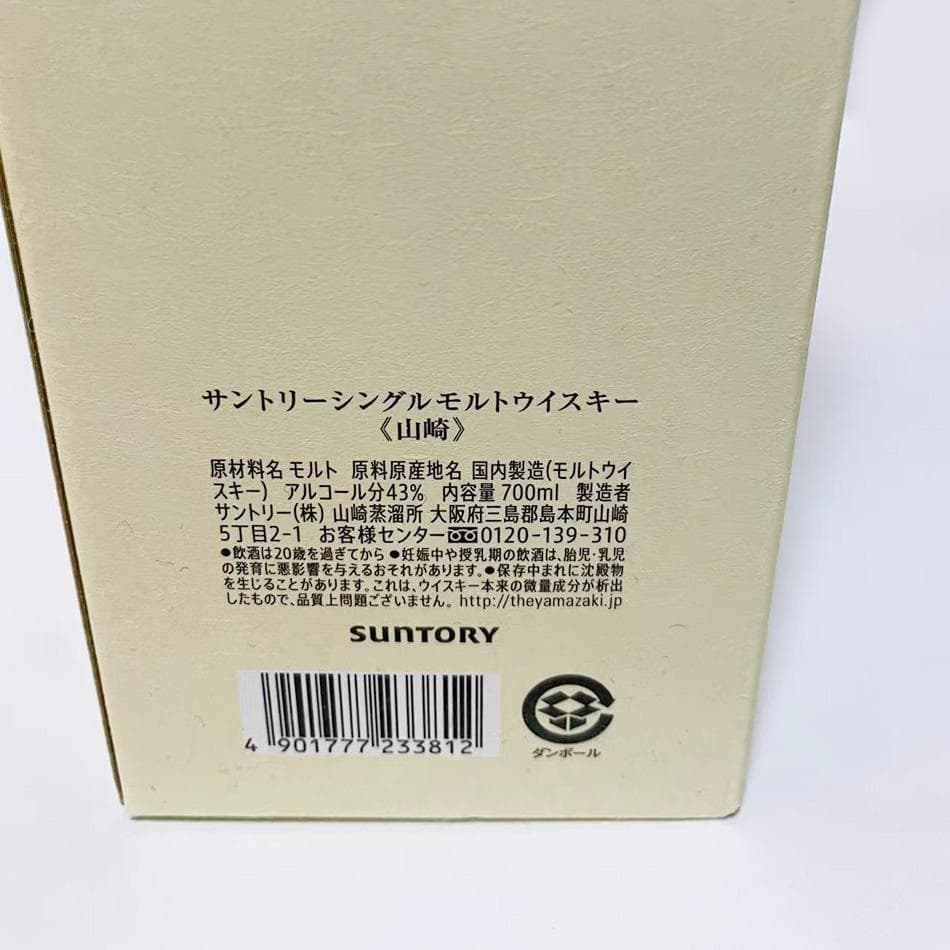 サントリーシングルモルトウイスキー
《山崎》
原材料名 モルト 原料原産地名 国内製造(モルトウイ
スキー) アルコール分43% 内容量 700ml 製造者
サントリー(株) 山崎蒸溜所 大阪府三島郡島本町山崎
5丁目2-1 お客様センター 0120-139-310
●飲酒は20歳を過ぎてから ●妊娠中や授乳期の飲酒は、胎児・乳児
の発育に悪影響を与えるおそれがあります。●保存中まれに沈殿物
を生じることがあります。これは、ウイスキー本来の微量成分が析出
したもので、品質上問題ございません。 http://theyamazaki.jp
SUNTORY
4 901777 233812
ダンボール